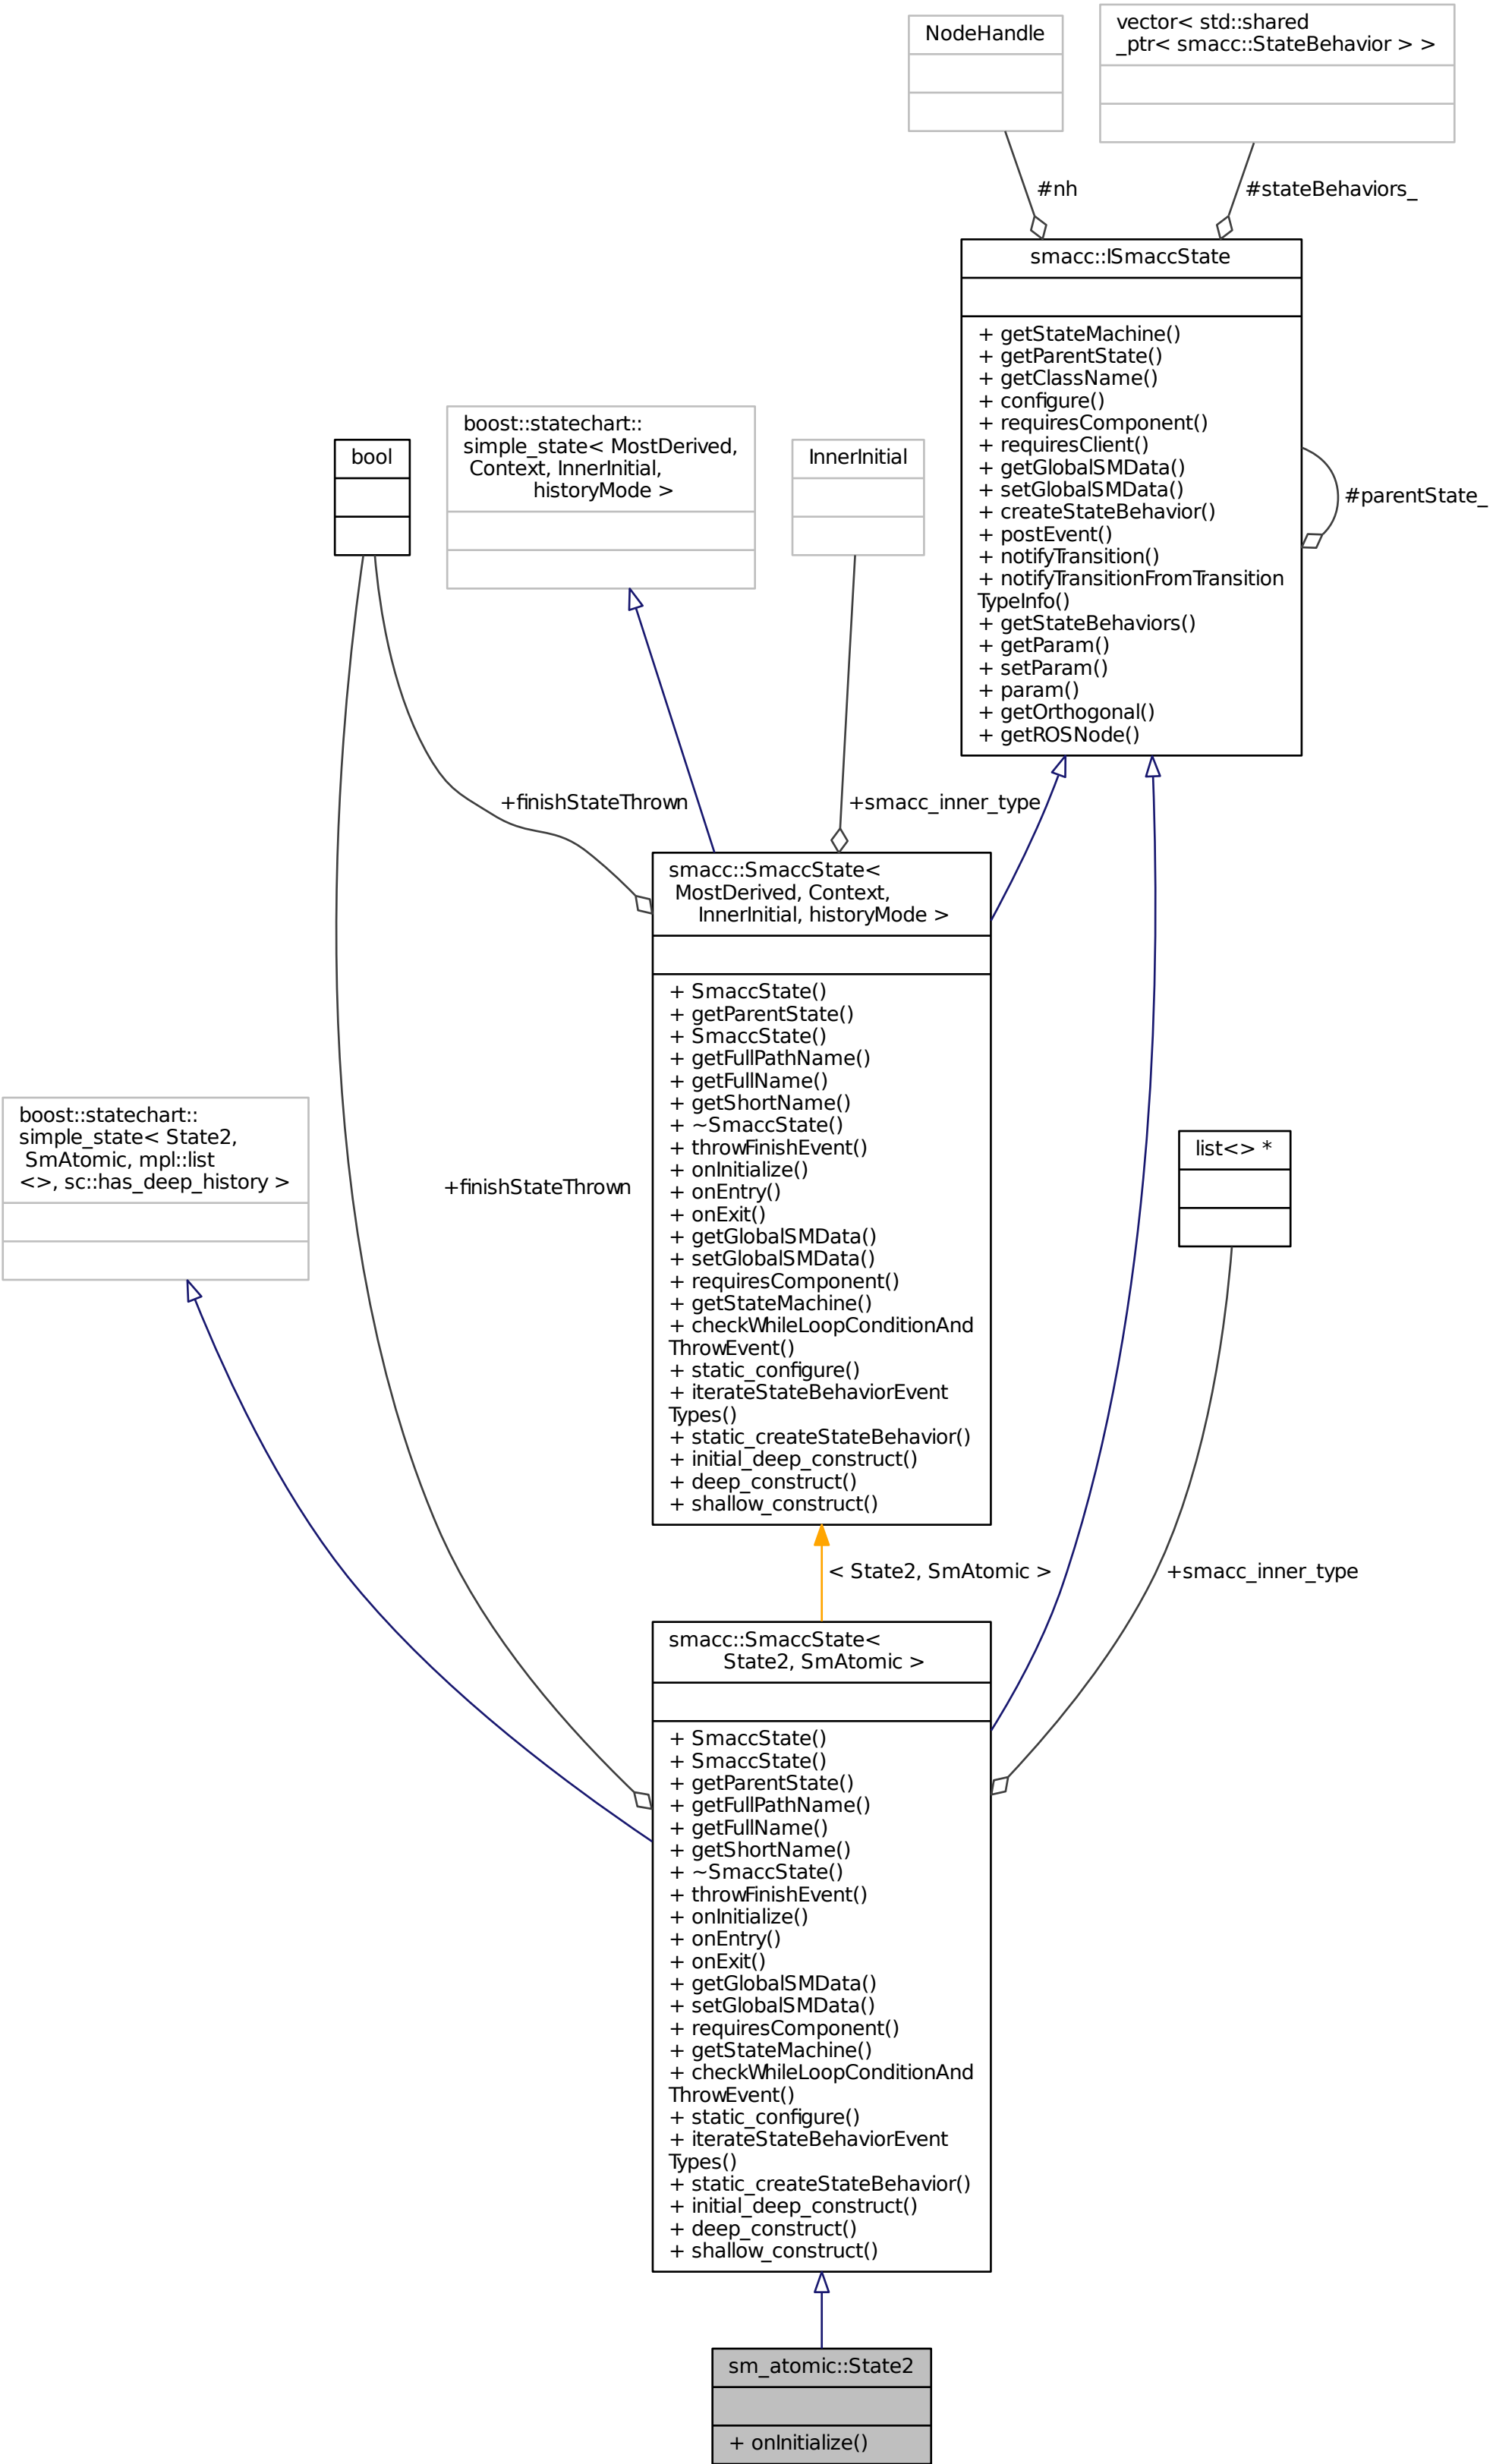 NodeHandle
vector< std::shared
_ptr< smacc::StateBehavior > >
#nh
#stateBehaviors_
smacc::ISmaccState
+ getStateMachine()
+ getParentState()
+ getClassName()
+ configure()
+ requiresComponent()
+ requiresClient()
+ getGlobalSMData()
+ setGlobalSMData()
+ createStateBehavior()
+ postEvent()
+ notifyTransition()
+ notifyTransitionFromTransition
TypeInfo()
+ getStateBehaviors()
+ getParam()
+ setParam()
+ param()
+ getOrthogonal()
+ getROSNode()
#parentState_
bool
boost::statechart::
simple_state< MostDerived,
Context, InnerInitial,
historyMode >
InnerInitial
+finishStateThrown
+smacc_inner_type
smacc::SmaccState<
MostDerived, Context,
InnerInitial, historyMode >
+ SmaccState()
+ getParentState()
+ SmaccState()
+ getFullPathName()
+ getFullName()
+ getShortName()
+ ~SmaccState()
+ throwFinishEvent()
+ onInitialize()
+ onEntry()
+ onExit()
+ getGlobalSMData()
+ setGlobalSMData()
+ requiresComponent()
+ getStateMachine()
+ checkWhileLoopConditionAnd
ThrowEvent()
+ static_configure()
+ iterateStateBehaviorEvent
Types()
+ static_createStateBehavior()
+ initial_deep_construct()
+ deep_construct()
+ shallow_construct()
boost::statechart::
simple_state< State2,
SmAtomic, mpl::list
<>, sc::has_deep_history >
+finishStateThrown
list<> *
< State2, SmAtomic >
+smacc_inner_type
smacc::SmaccState<
State2, SmAtomic >
+ SmaccState()
+ SmaccState()
+ getParentState()
+ getFullPathName()
+ getFullName()
+ getShortName()
+ ~SmaccState()
+ throwFinishEvent()
+ onInitialize()
+ onEntry()
+ onExit()
+ getGlobalSMData()
+ setGlobalSMData()
+ requiresComponent()
+ getStateMachine()
+ checkWhileLoopConditionAnd
ThrowEvent()
+ static_configure()
+ iterateStateBehaviorEvent
Types()
+ static_createStateBehavior()
+ initial_deep_construct()
+ deep_construct()
+ shallow_construct()
sm_atomic::State2
+ onInitialize()